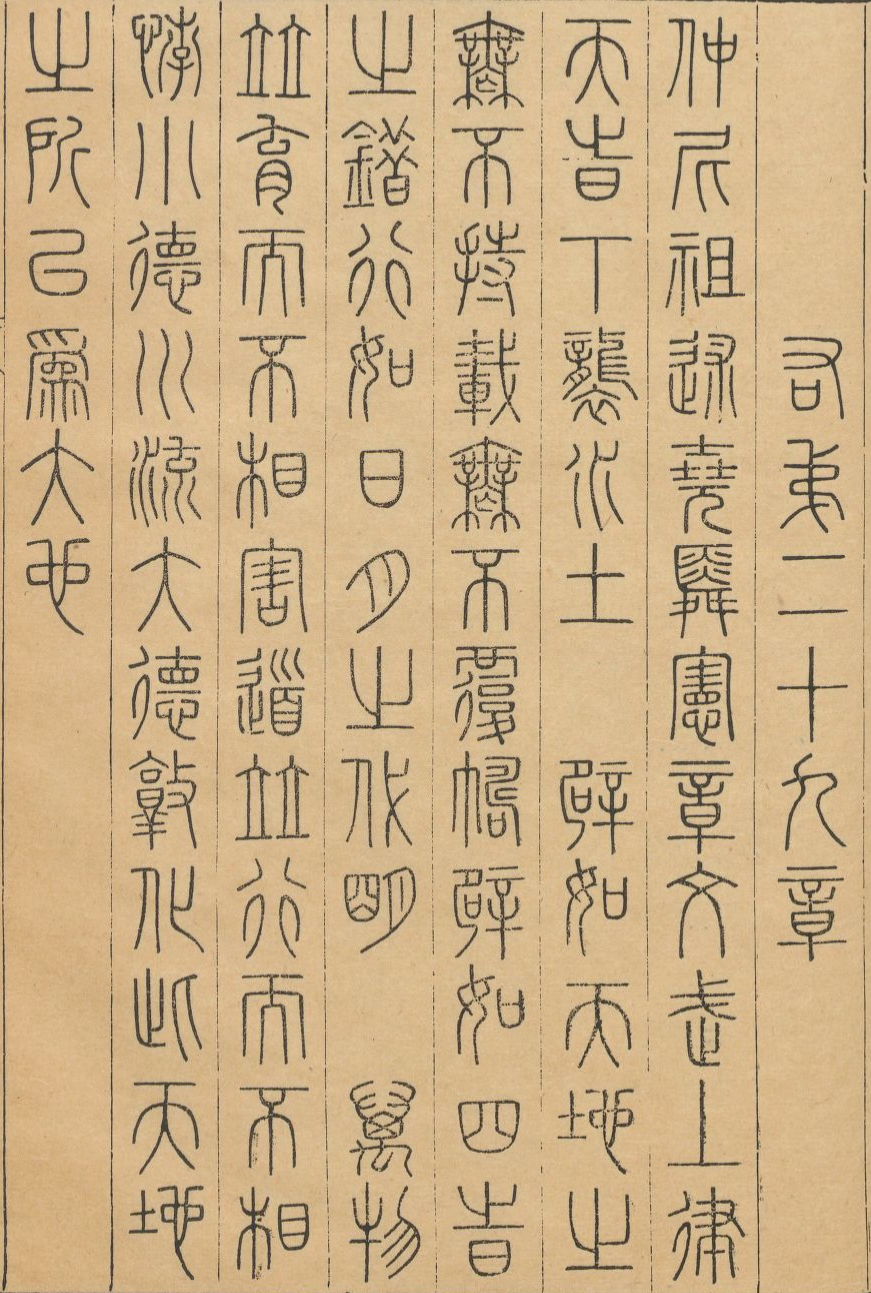 右弟二十九章
仲尼祖述堯舜憲章文武上律
天時下襲水土 辟如天地之
無不持載無不覆幬辟如四時
之錯行如日月之代明 萬物
並育而不相害道並行而不相
悖小德川流大德敦化此天地
之所以為大也